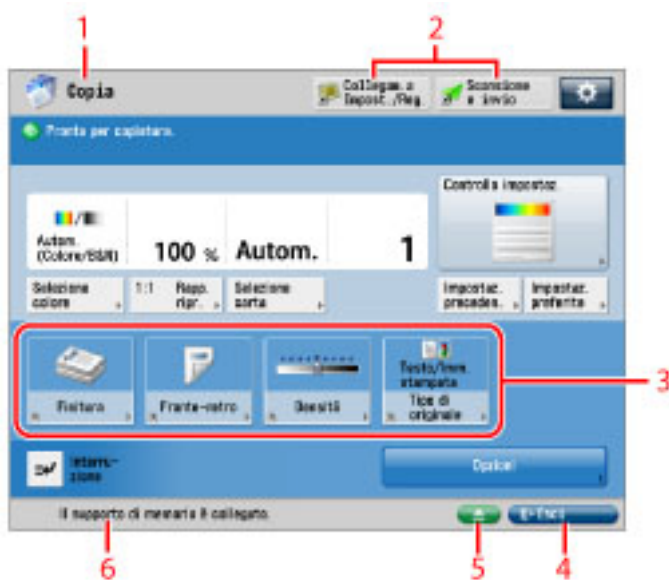 1
2
Copia
Collegam.a
Impost./Reg.
Scansione
e invio
Pronta per copiatura.
Controlla impostaz.
Autom.
(Colore/B&N)
100 %
Autom.
1
Selezione
colore
1:1
Rapp.
ripr.
Selezione
carta
Impostaz.
preceden.
Impostaz.
preferite
3
Finitura
Fronte-retro
Densità
Testo/Imm.
stampata
Tipo di
originale
Interru-
zione
Opzioni
Il supporto di memoria è collegato.
Esci
6
5
4